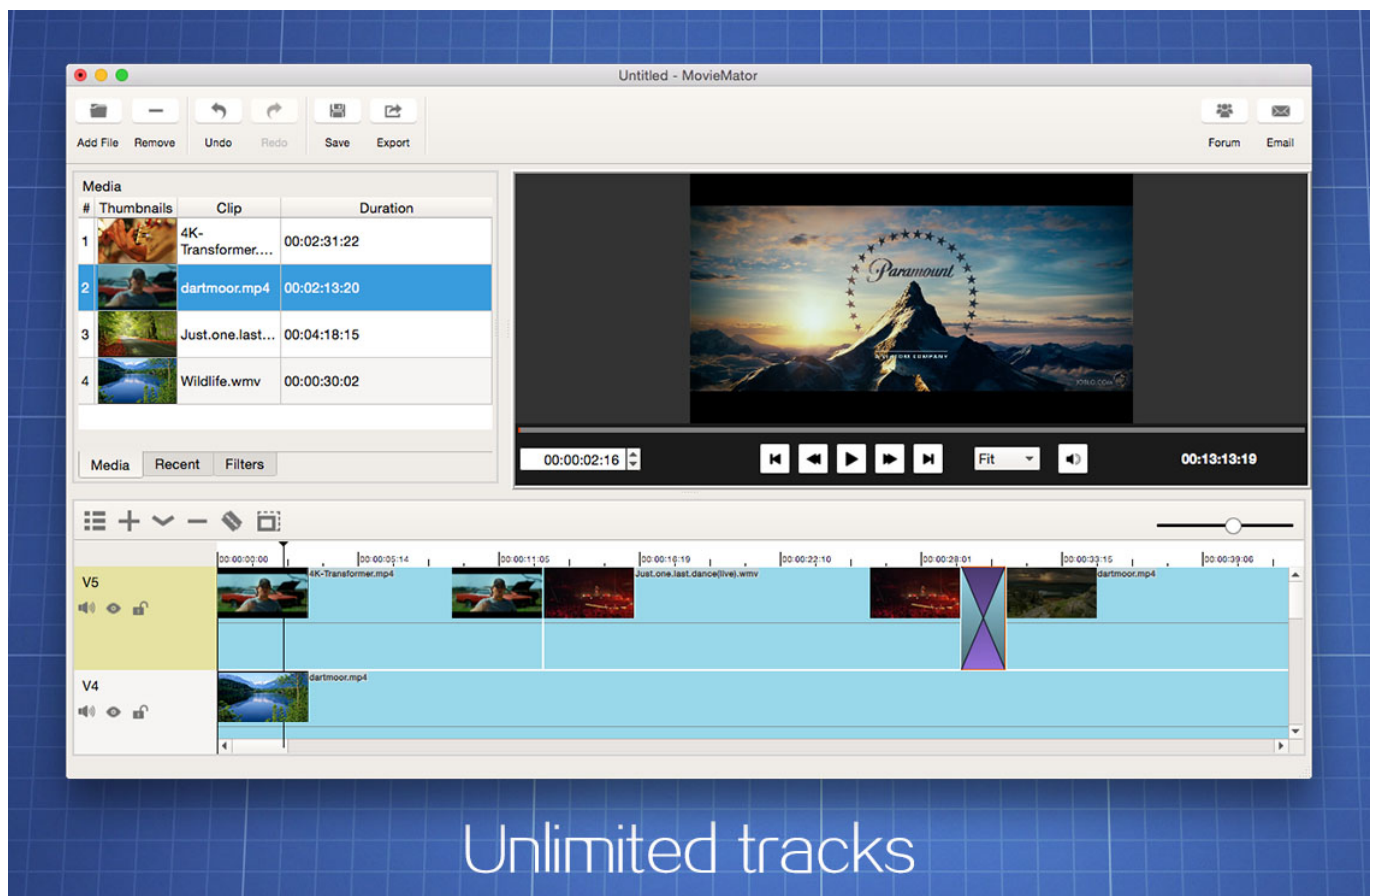 Untitled - MovieMator
Add File Remove Undo Redo Save Export Forum Email
Media
# Thumbnails Clip Duration
1 4K-Transformer.... 00:02:31:22
2 dartmoor.mp4 00:02:13:20
3 Just.one.last... 00:04:18:15
4 Wildlife.wmv 00:00:30:02
Media Recent Filters
Paramount
A VIACOM COMPANY
00:00:02:16 Fit 00:13:13:19
00:00:00:00 00:00:05:14 00:00:11:05 00:00:16:19 00:00:22:10 00:00:28:01 00:00:33:15 00:00:39:06
V5
4K-Transformer.mp4 Just.one.last.dance(live).wmv dartmoor.mp4
V4
dartmoor.mp4
Unlimited tracks